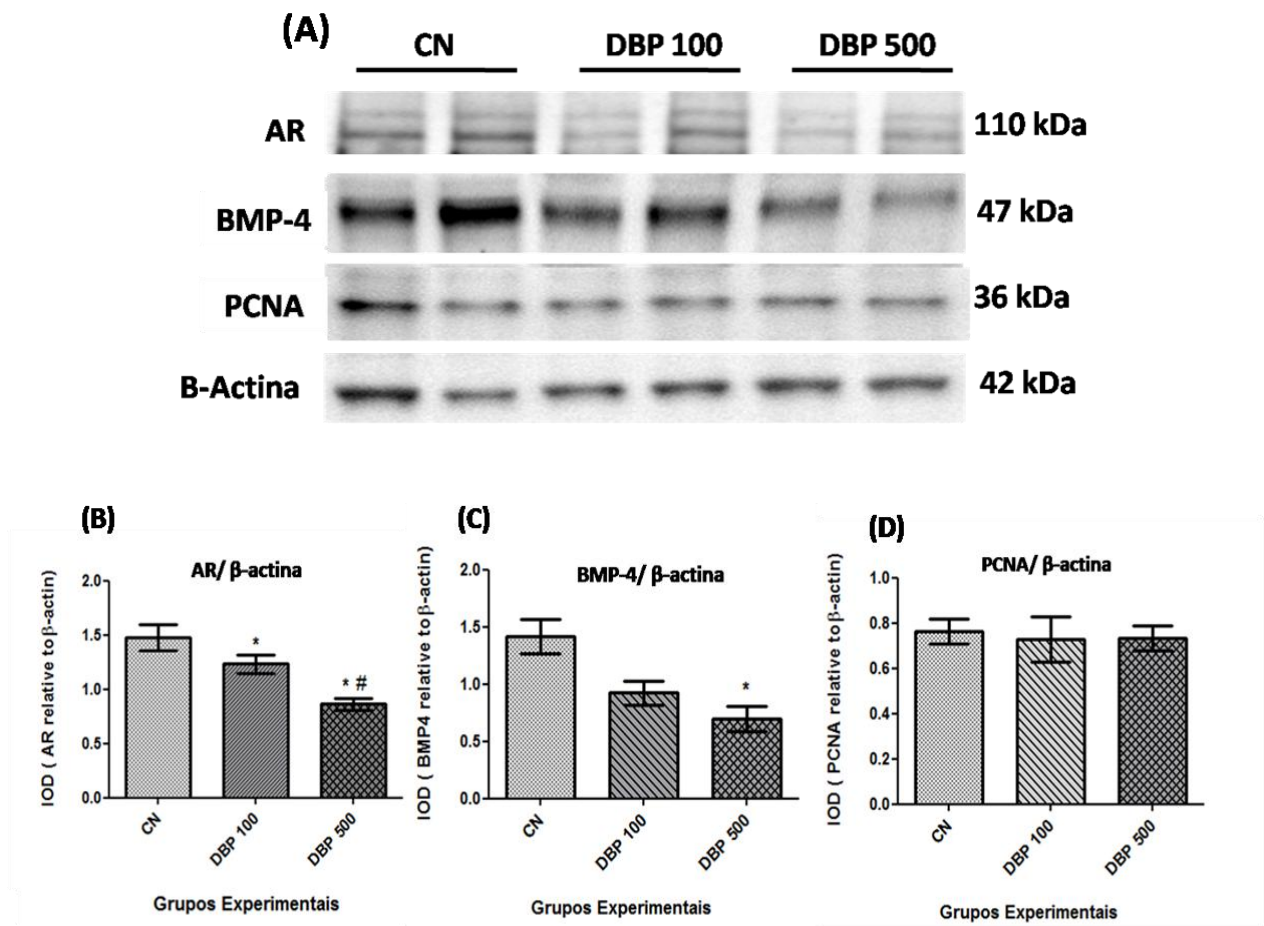 (A)
CN DBP 100 DBP 500
AR 110 kDa
BMP-4 47 kDa
PCNA 36 kDa
B-Actina 42 kDa
(B)
AR/ β-actina
IOD ( AR relative toβ-actin)
2.0
1.5
1.0
0.5
0.0
*
* #
CN DBP 100 DBP 500
Grupos Experimentais
(C)
BMP-4/ β-actina
IOD ( BMP4 relative toβ-actin)
2.0
1.5
1.0
0.5
0.0
*
CN DBP 100 DBP 500
Grupos Experimentais
(D)
PCNA/ β-actina
IOD ( PCNA relative toβ-actin)
1.0
0.8
0.6
0.4
0.2
0.0
CN DBP 100 DBP 500
Grupos Experimentais